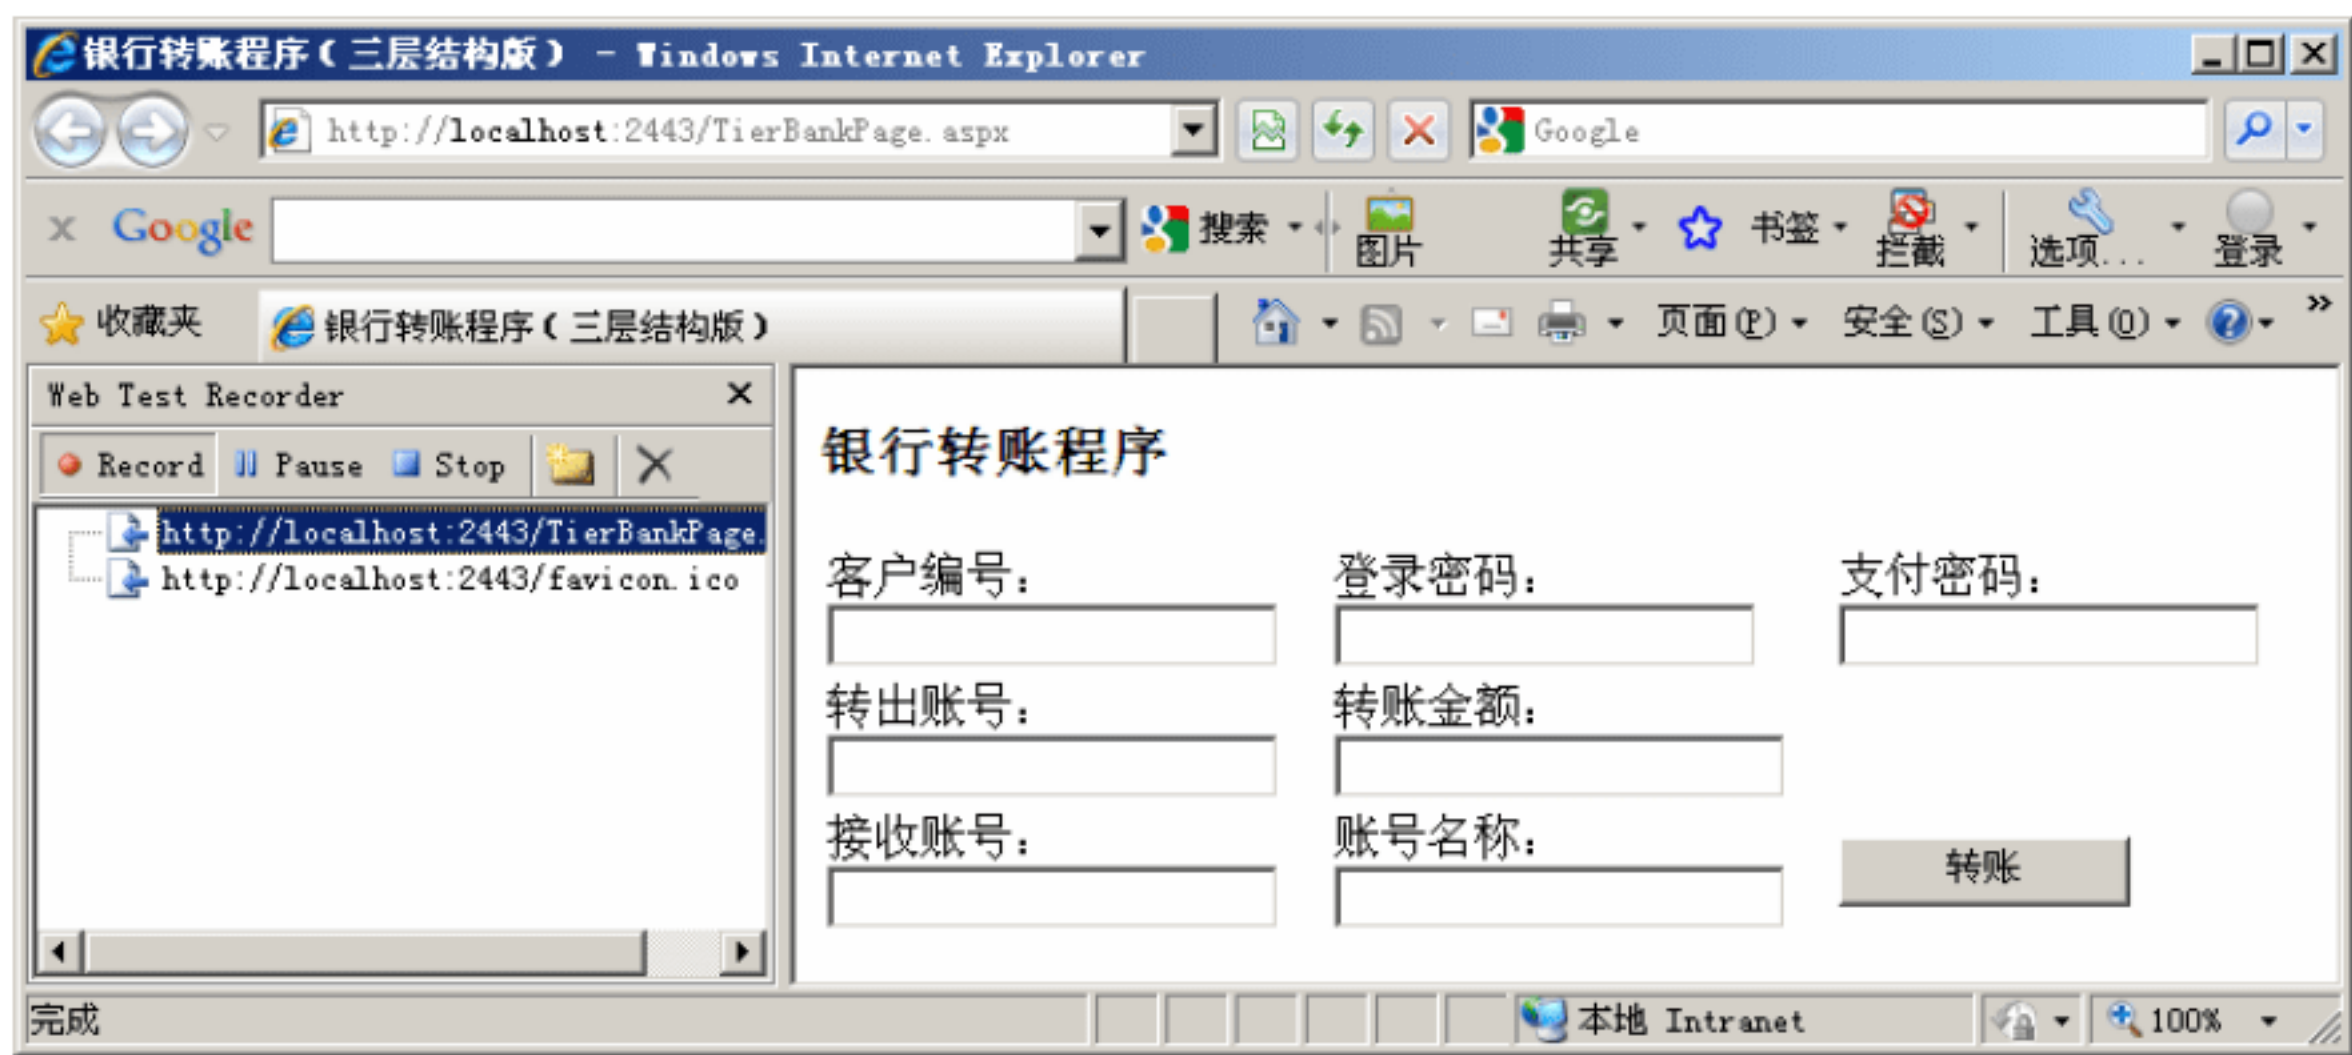 银行转账程序（三层结构版） - Windows Internet Explorer
http://localhost:2443/TierBankPage.aspx
Google
x Google 搜索 图片 共享 书签 拦截 选项... 登录
收藏夹 银行转账程序（三层结构版） 页面(P) 安全(S) 工具(O) »
Web Test Recorder
Record Pause Stop
http://localhost:2443/TierBankPage.
http://localhost:2443/favicon.ico
银行转账程序
客户编号： 登录密码： 支付密码：
转出账号： 转账金额：
接收账号： 账号名称：
转账
完成 本地 Intranet 100%